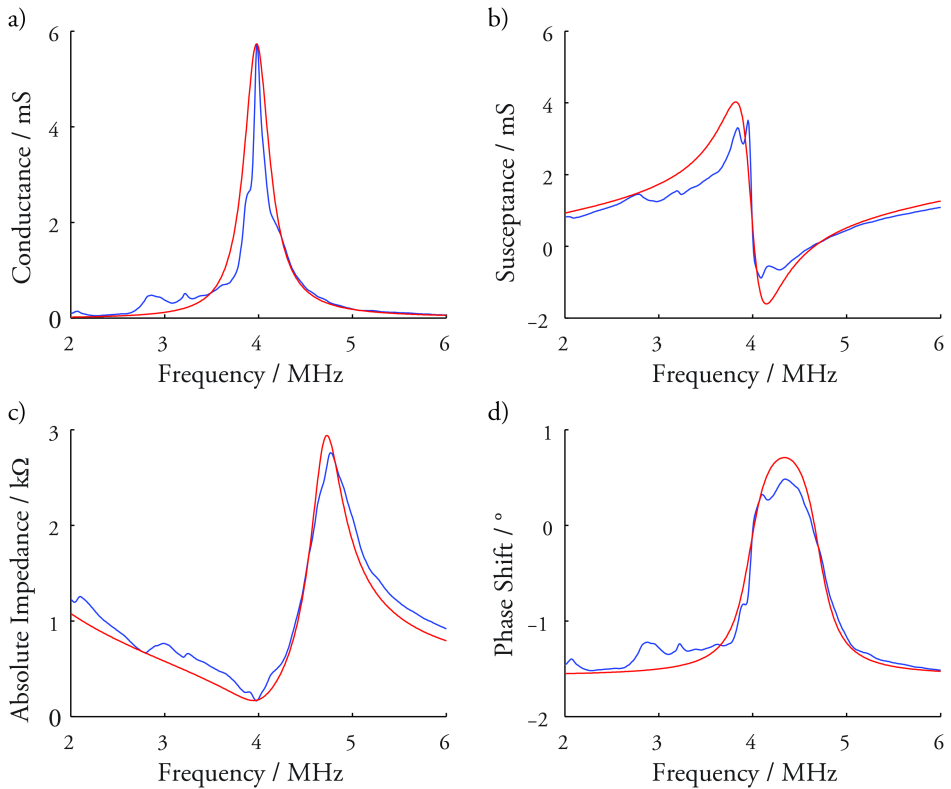 a)
Conductance / mS
6
4
2
0
2 3 4 5 6
Frequency / MHz
b)
Susceptance / mS
6
4
2
0
–2
2 3 4 5 6
Frequency / MHz
c)
Absolute Impedance / kΩ
3
2
1
0
2 3 4 5 6
Frequency / MHz
d)
Phase Shift / °
1
0
–1
–2
2 3 4 5 6
Frequency / MHz